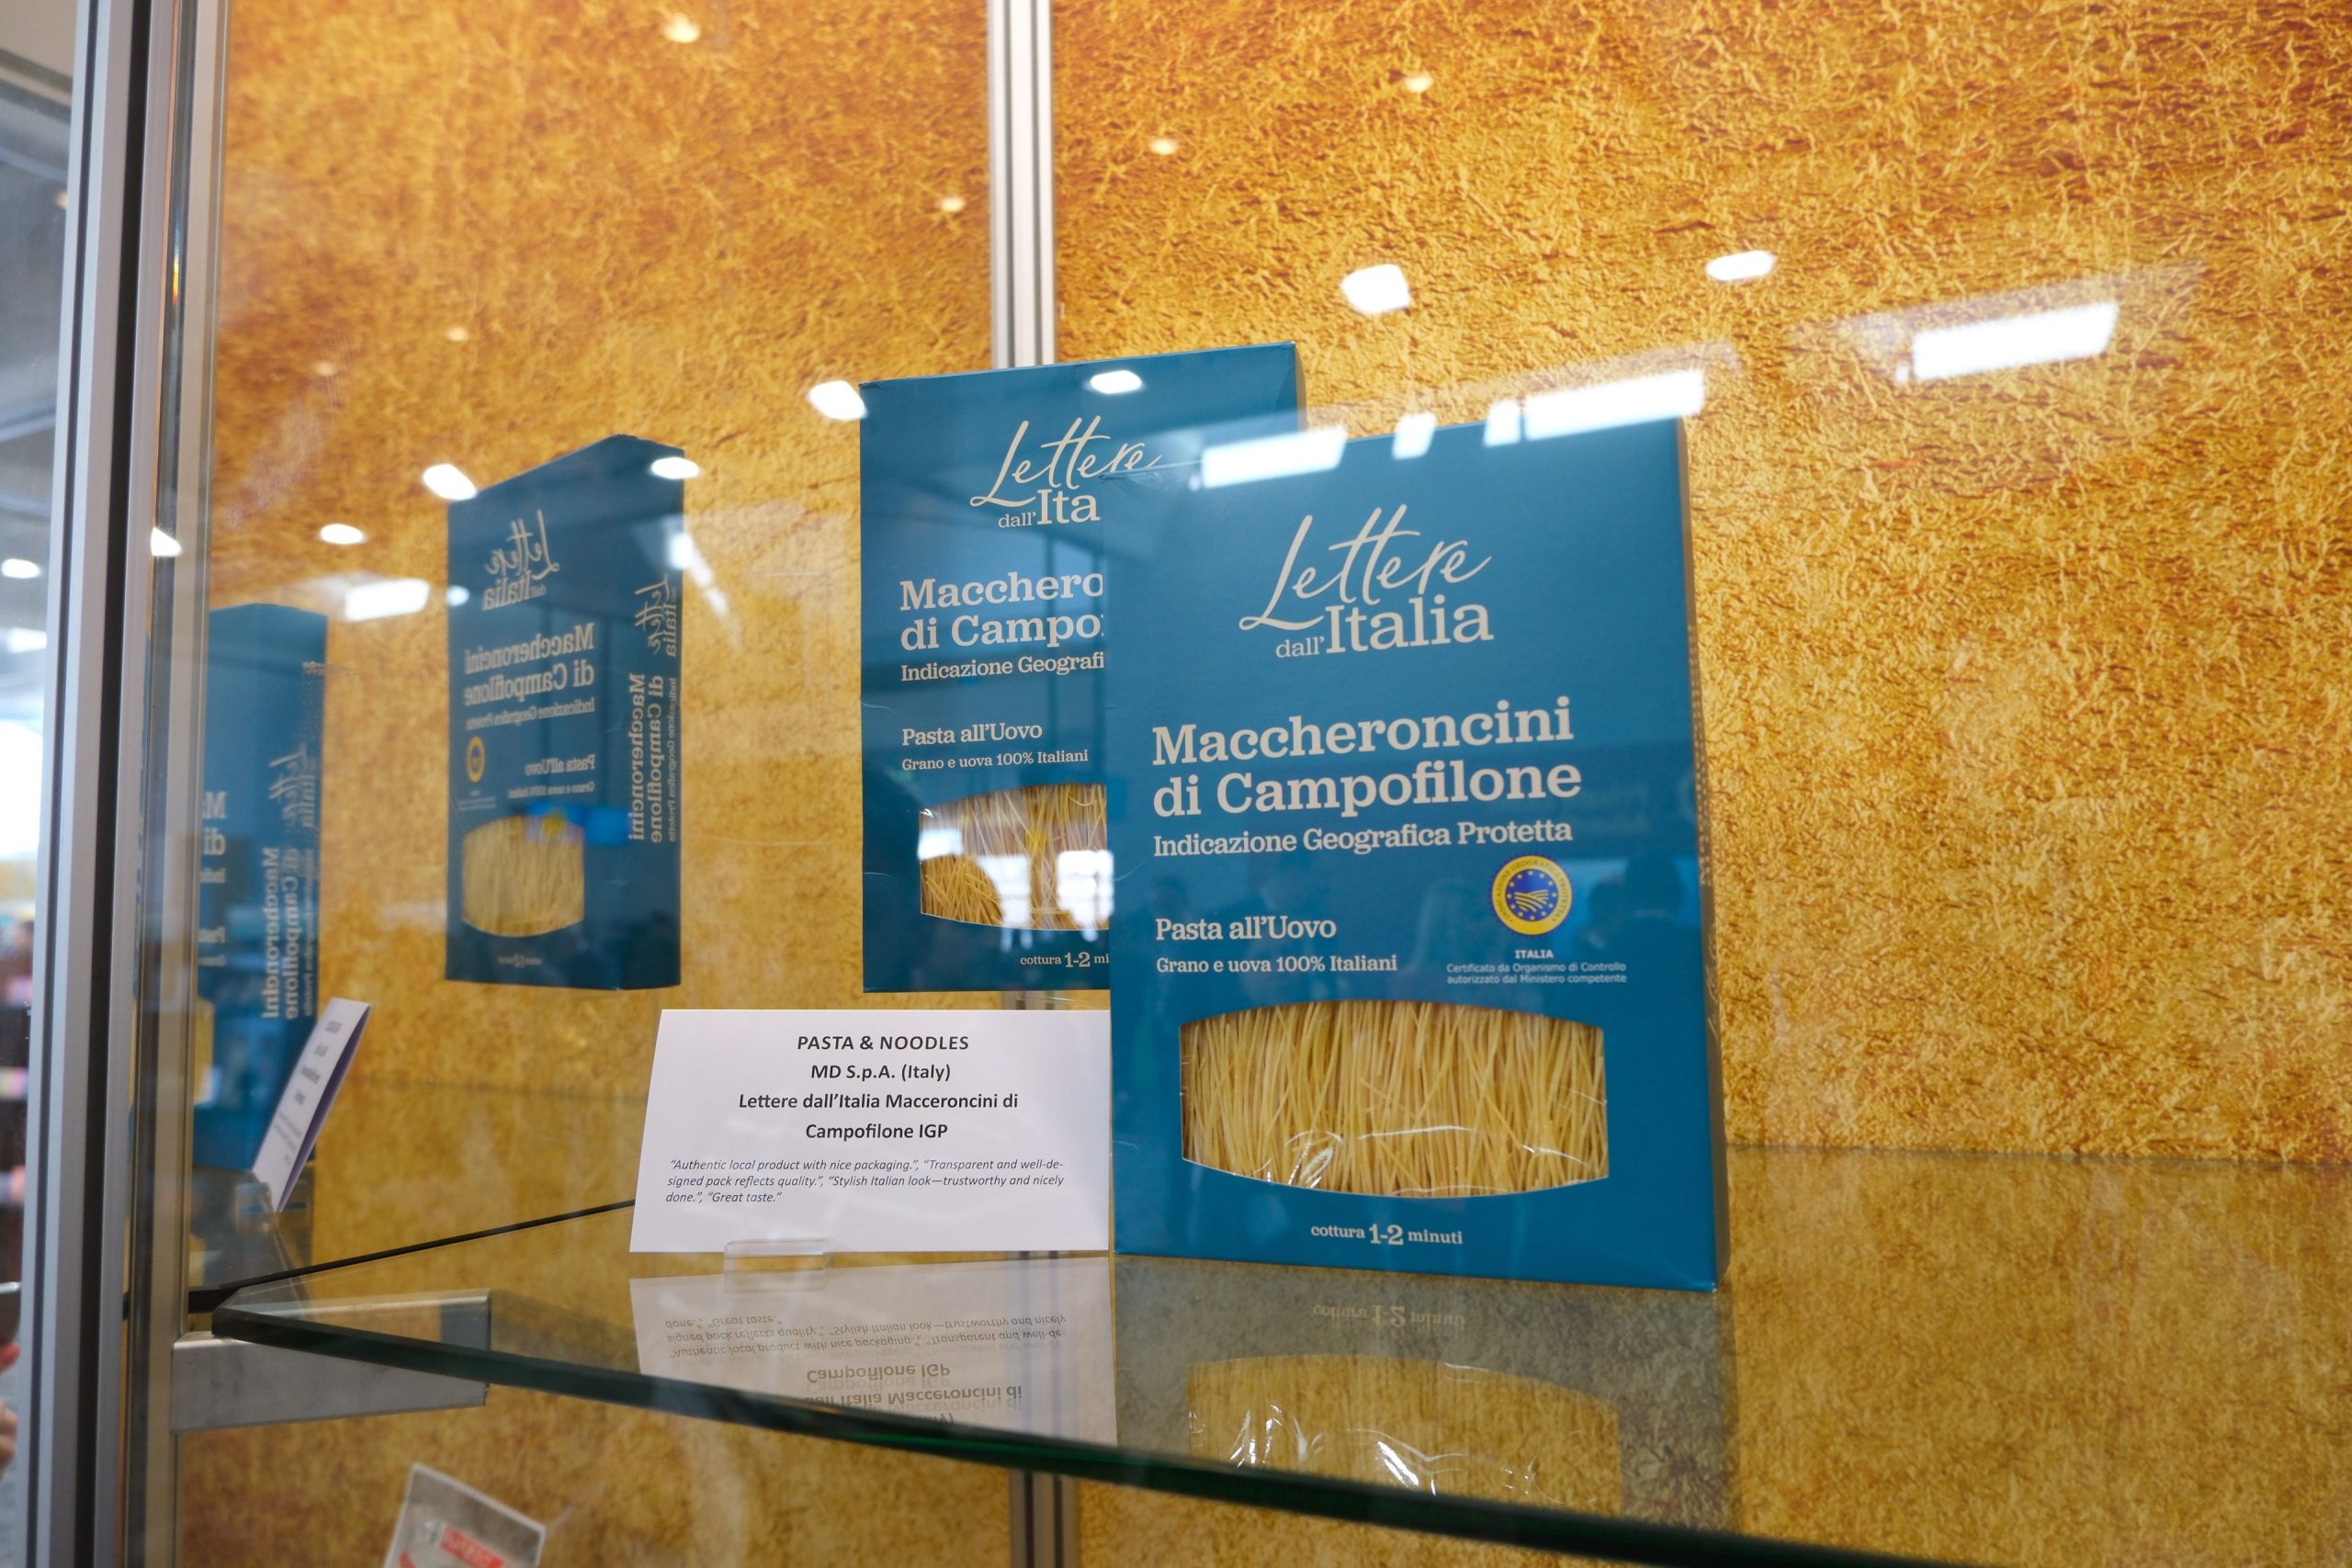 Lettere
dall'Ita
Macchero
di Campo
Indicazione Geografi
Pasta all'Uovo
Grano e uova 100% Italiani
cottura 1-2 mi
Lettere
dall'Italia
Maccheroncini
di Campofilone
Indicazione Geografica Protetta
Pasta all'Uovo
Grano e uova 100% Italiani
ITALIA
Certificato da Organismo di Controllo
autorizzato dal Ministero competente
cottura 1-2 minuti
PASTA & NOODLES
MD S.p.A. (Italy)
Lettere dall'Italia Macceroncini di
Campofilone IGP
"Authentic local product with nice packaging.", "Transparent and well-de-
signed pack reflects quality.", "Stylish Italian look—trustworthy and nicely
done.", "Great taste."